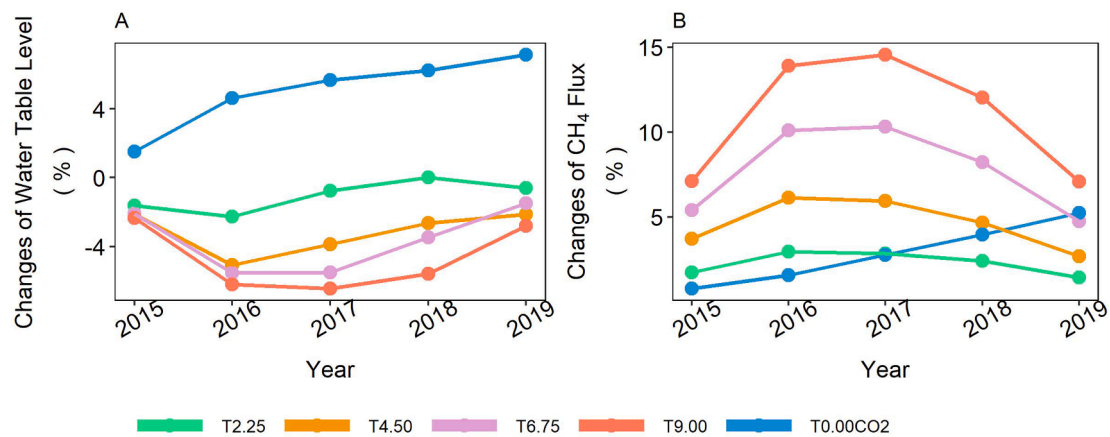 A
Changes of Water Table Level
( % )
4
0
-4
2015 2016 2017 2018 2019
Year
B
Changes of CH₄ Flux
( % )
15
10
5
2015 2016 2017 2018 2019
Year
T2.25 T4.50 T6.75 T9.00 T0.00CO2